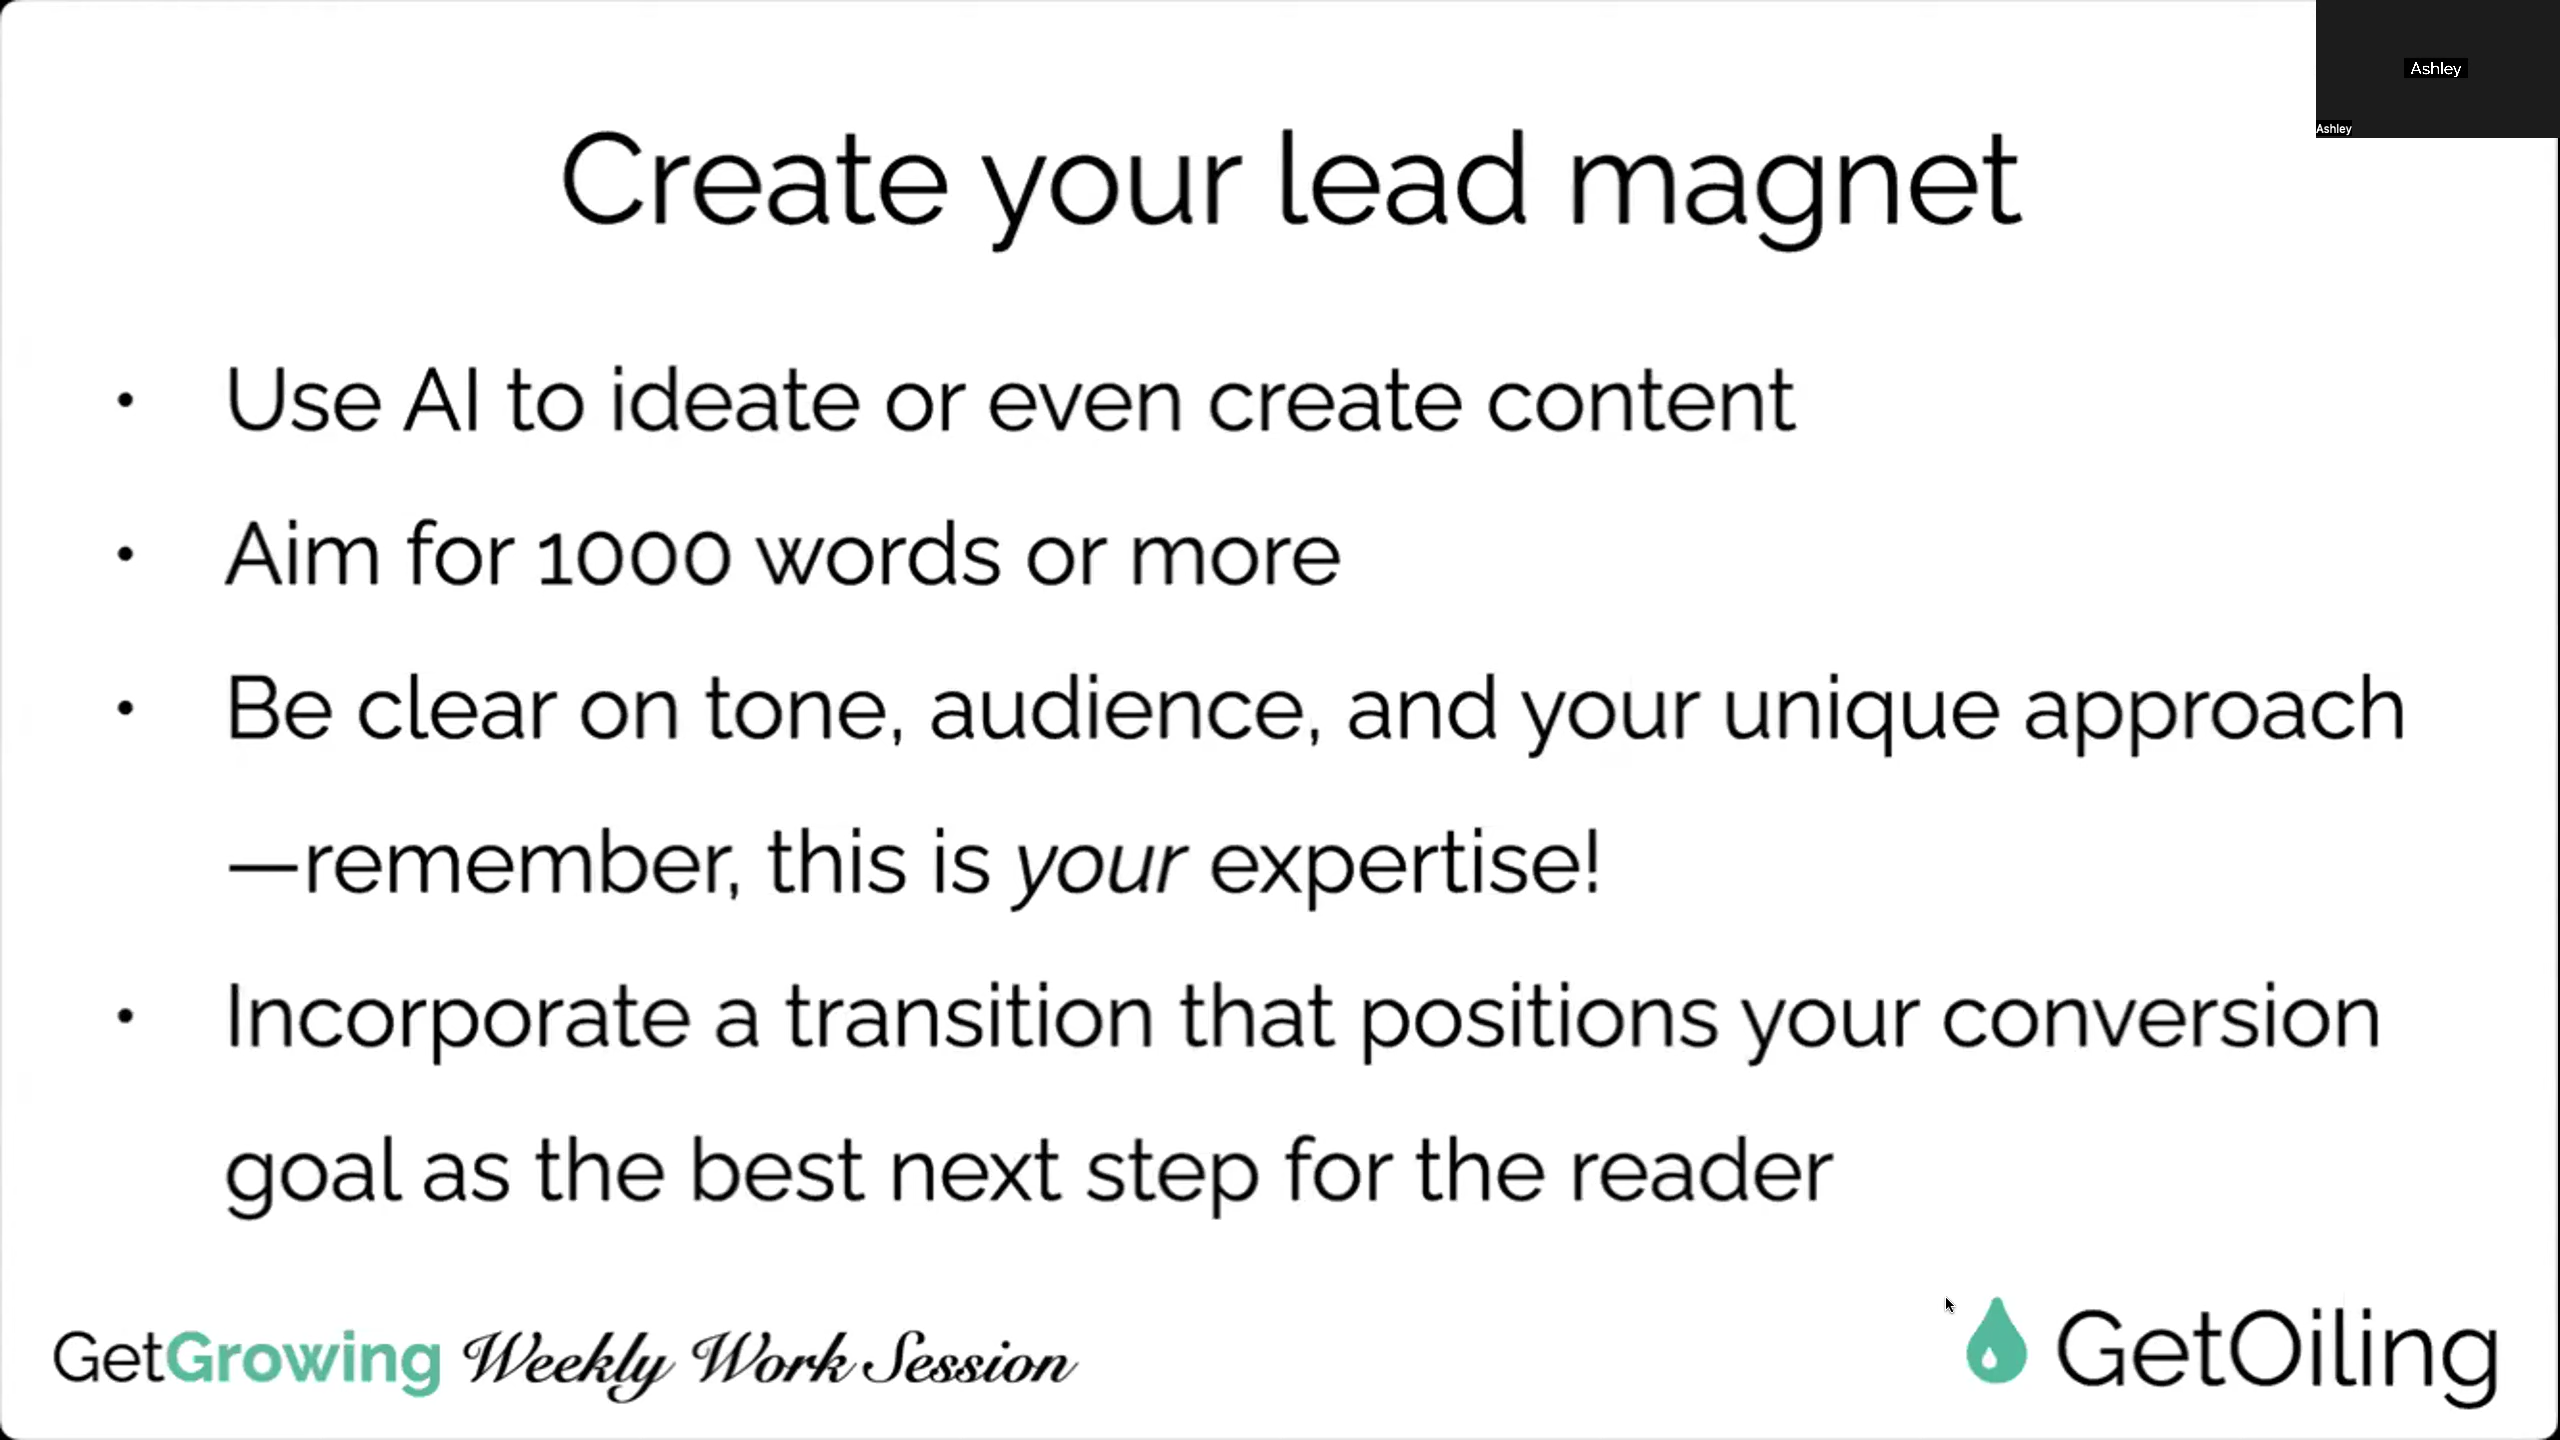 Ashley
Ashley
Create your lead magnet
• Use AI to ideate or even create content
• Aim for 1000 words or more
• Be clear on tone, audience, and your unique approach
—remember, this is your expertise!
• Incorporate a transition that positions your conversion
goal as the best next step for the reader
GetGrowing Weekly Work Session
GetOiling